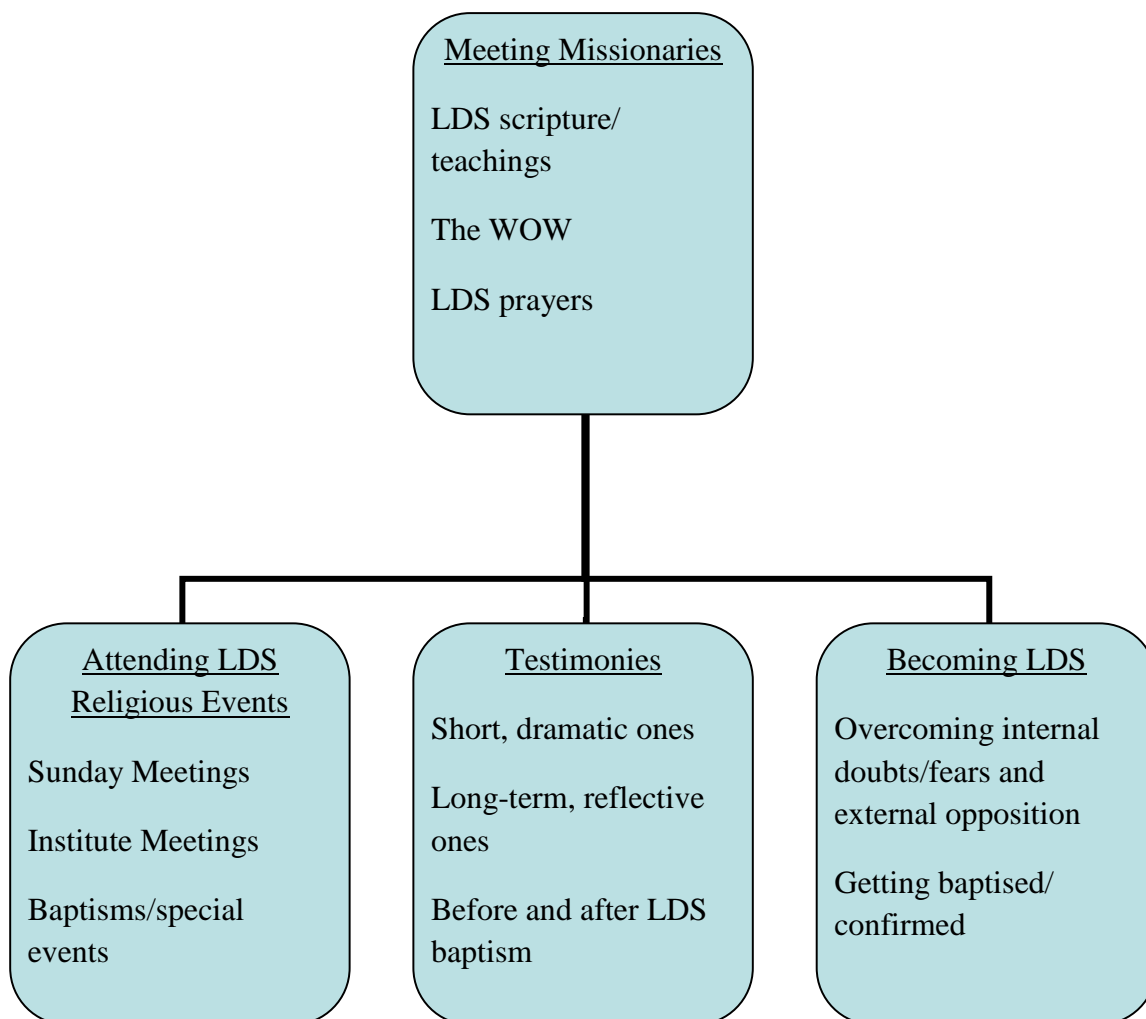 Meeting Missionaries
LDS scripture/
teachings
The WOW
LDS prayers
Attending LDS
Religious Events
Sunday Meetings
Institute Meetings
Baptisms/special
events
Testimonies
Short, dramatic ones
Long-term, reflective
ones
Before and after LDS
baptism
Becoming LDS
Overcoming internal
doubts/fears and
external opposition
Getting baptised/
confirmed